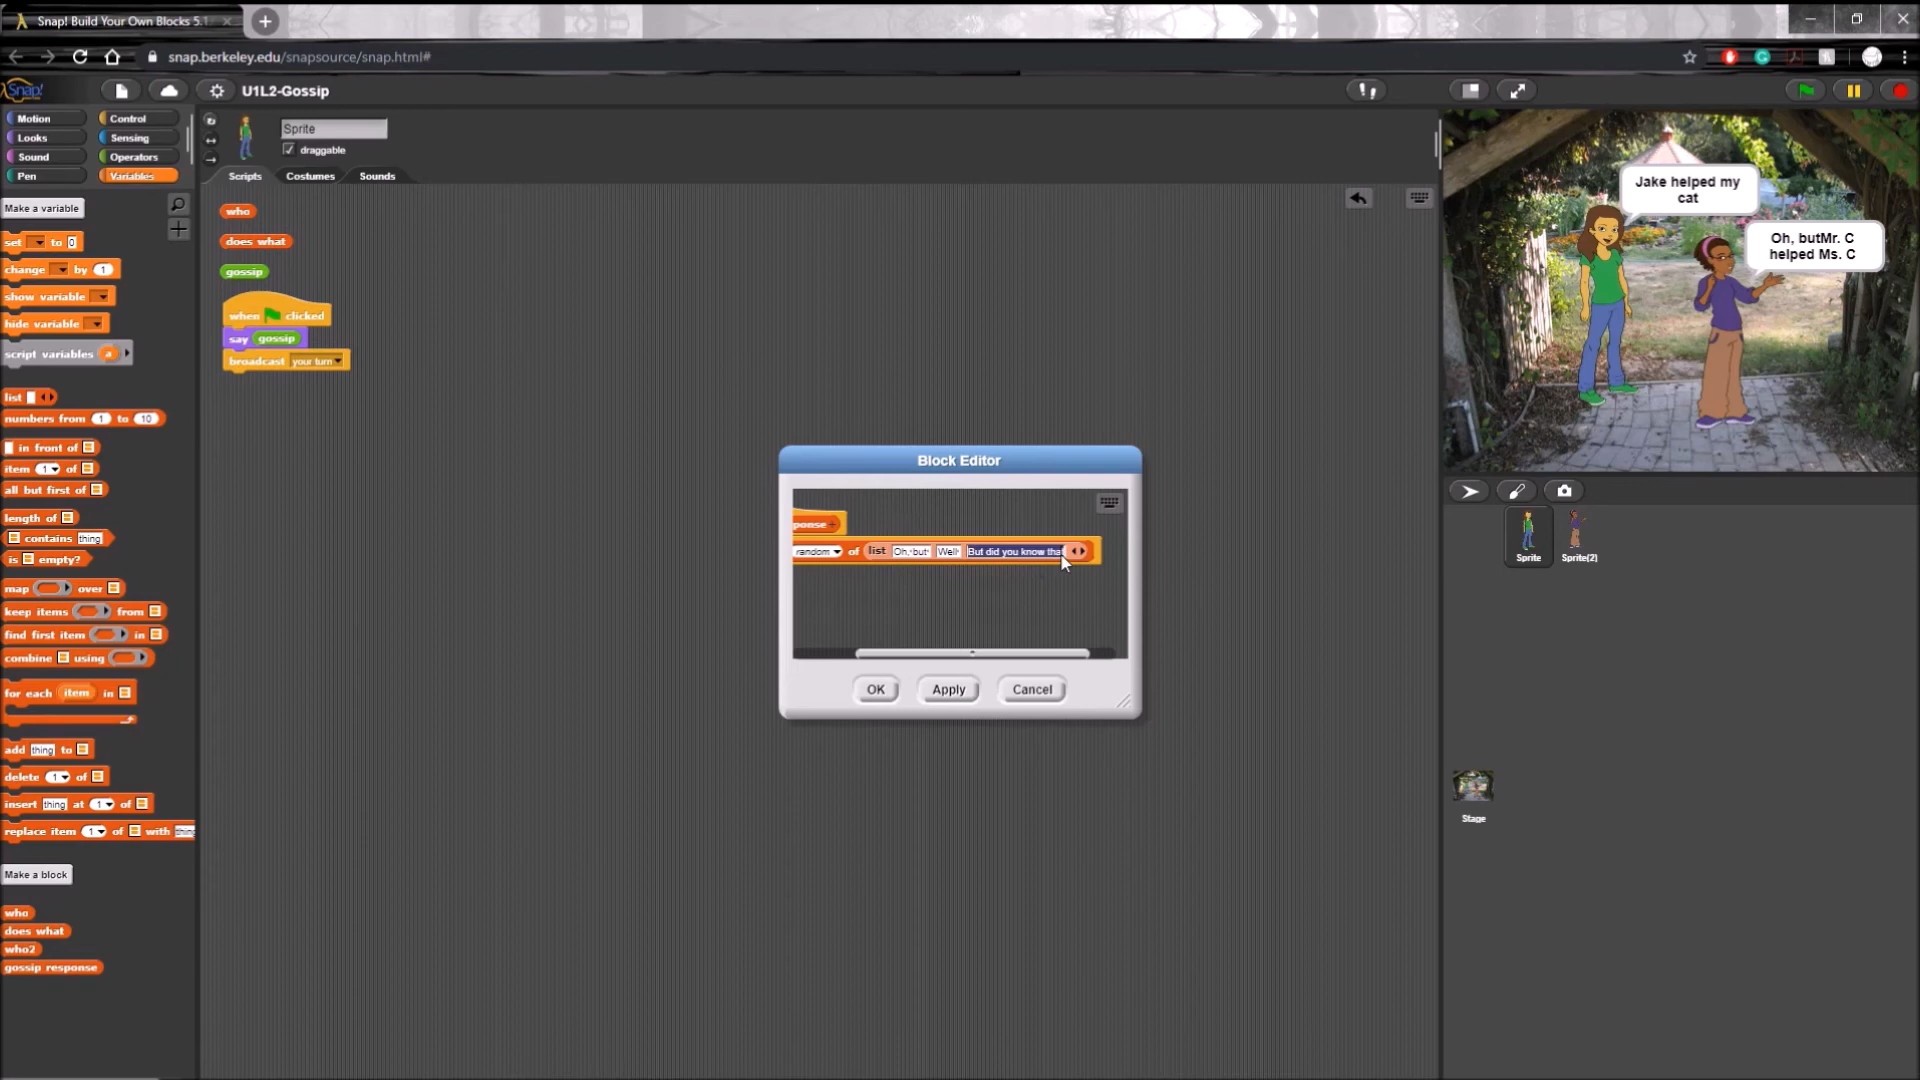 Snap! Build Your Own Blocks 5.1
snap.berkeley.edu/snapsource/snap.html#
Snap!
U1L2-Gossip
Motion
Control
Looks
Sensing
Sound
Operators
Pen
Variables
Sprite
draggable
Scripts
Costumes
Sounds
Make a variable
set to 0
change by 1
show variable
hide variable
script variables a
list
numbers from 1 to 10
in front of
item 1 of
all but first of
length of
contains thing
is empty?
map over
keep items from
find first item in
combine using
for each item in
add thing to
delete 1 of
insert thing at 1 of
replace item 1 of with thing
Make a block
who
does what
who2
gossip response
who
does what
gossip
when clicked
say gossip
broadcast your turn
Block Editor
ponse +
random of list Oh, but Well But did you know that
OK
Apply
Cancel
Jake helped my
cat
Oh, butMr. C
helped Ms. C
Sprite
Sprite(2)
Stage